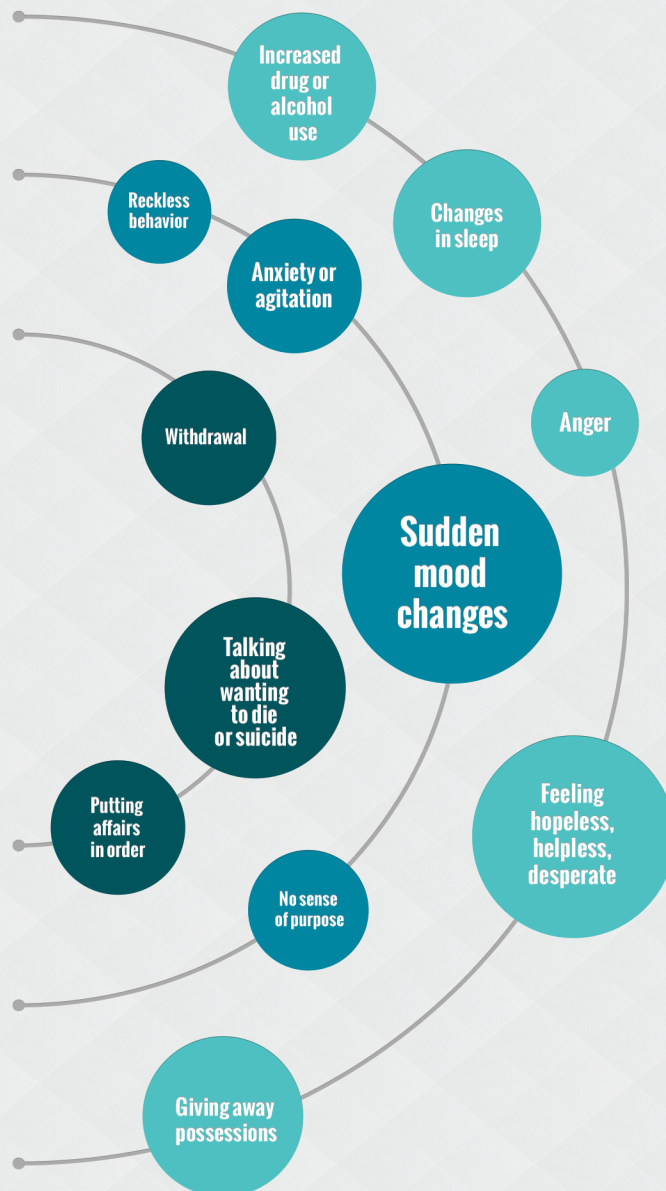 Increased
drug or
alcohol
use
Changes
in sleep
Reckless
behavior
Anxiety or
agitation
Anger
Withdrawal
Sudden
mood
changes
Talking
about
wanting
to die
or suicide
Putting
affairs
in order
Feeling
hopeless,
helpless,
desperate
No sense
of purpose
Giving away
possessions